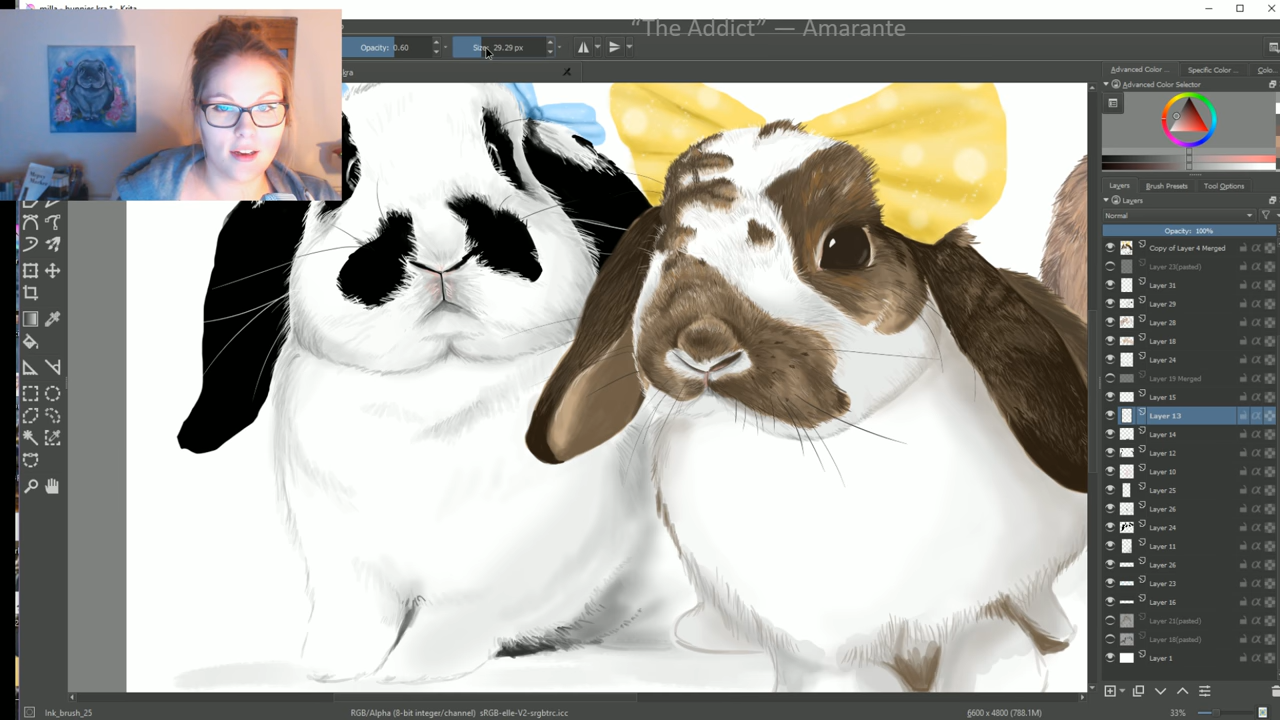 milla - bunnies.kra * - Krita
"The Addict" — Amarante
Opacity: 0.60
Size: 29.29 px
kra
Advanced Color ...
Specific Color ...
Colo...
Advanced Color Selector
Layers
Brush Presets
Tool Options
Layers
Normal
Opacity: 100%
Copy of Layer 4 Merged
Layer 23(pasted)
Layer 31
Layer 29
Layer 28
Layer 18
Layer 24
Layer 19 Merged
Layer 15
Layer 13
Layer 14
Layer 12
Layer 10
Layer 25
Layer 26
Layer 24
Layer 11
Layer 26
Layer 23
Layer 16
Layer 21(pasted)
Layer 18(pasted)
Layer 1
Ink_brush_25
RGB/Alpha (8-bit integer/channel) sRGB-elle-V2-srgbtrc.icc
6600 x 4800 (788.1M)
33%